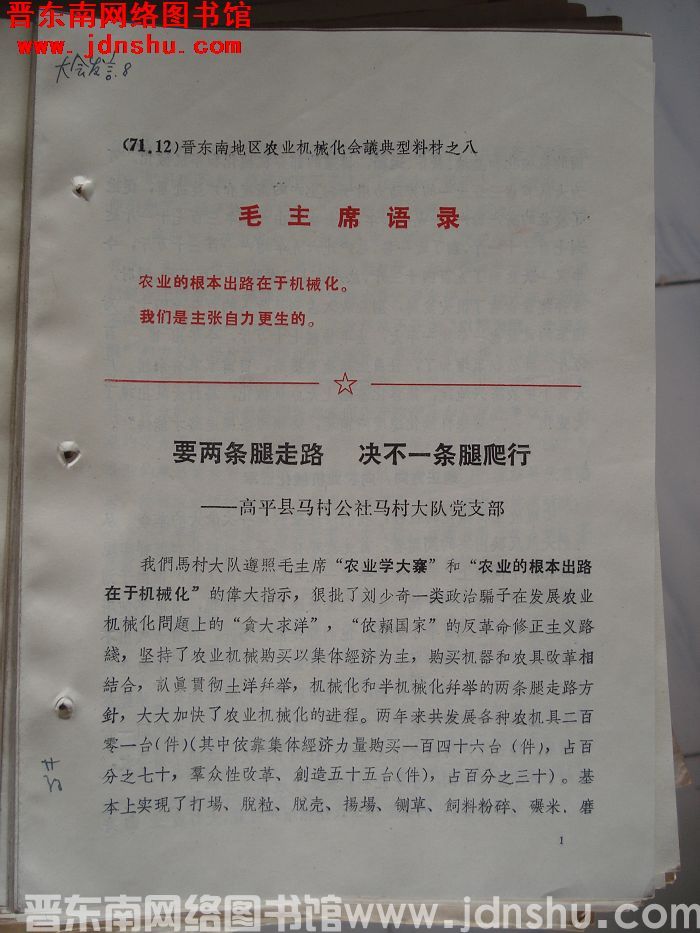 晋东南网络图书馆
www.jdnshu.com
大会发言.8
(71.12)晋东南地区农业机械化会議典型料材之八
毛主席语录
农业的根本出路在于机械化。
我们是主张自力更生的。
要两条腿走路 决不一条腿爬行
——高平县马村公社马村大队党支部
我們馬村大队遵照毛主席“农业学大寨”和“农业的根本出路
在于机械化”的偉大指示，狠批了刘少奇一类政治騙子在发展农业
机械化問題上的“貪大求洋”，“依賴国家”的反革命修正主义路
綫，坚持了农业机械购买以集体經济为主，购买机器和农具改革相
結合，認眞貫彻土洋幷举，机械化和半机械化幷举的两条腿走路方
針，大大加快了农业机械化的进程。两年来共发展各种农机具二百
零一台(件)(其中依靠集体經济力量购买一百四十六台（件)，占百
分之七十，羣众性改革、創造五十五台(件)，占百分之三十)。基
本上实现了打場、脫粒、脫壳、揚場、铡草、飼料粉碎、碾米．磨
1
晋东南网络图书馆 www.jdnshu.com